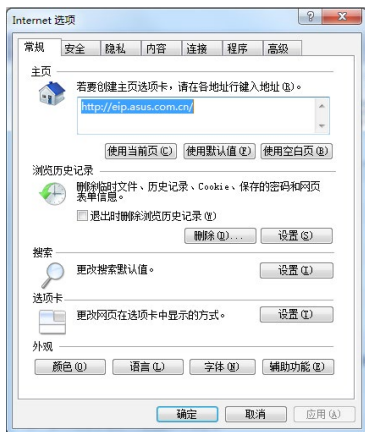 Internet 选项
常规 安全 隐私 内容 连接 程序 高级
主页
若要创建主页选项卡，请在各地址行键入地址(R)。
http://eip.asus.com.cn/
使用当前页(C) 使用默认值(F) 使用空白页(B)
浏览历史记录
删除临时文件、历史记录、Cookie、保存的密码和网页
表单信息。
退出时删除浏览历史记录(W)
删除(D)... 设置(S)
搜索
更改搜索默认值。 设置(I)
选项卡
更改网页在选项卡中显示的方式。 设置(T)
外观
颜色(O) 语言(L) 字体(N) 辅助功能(E)
确定 取消 应用(A)